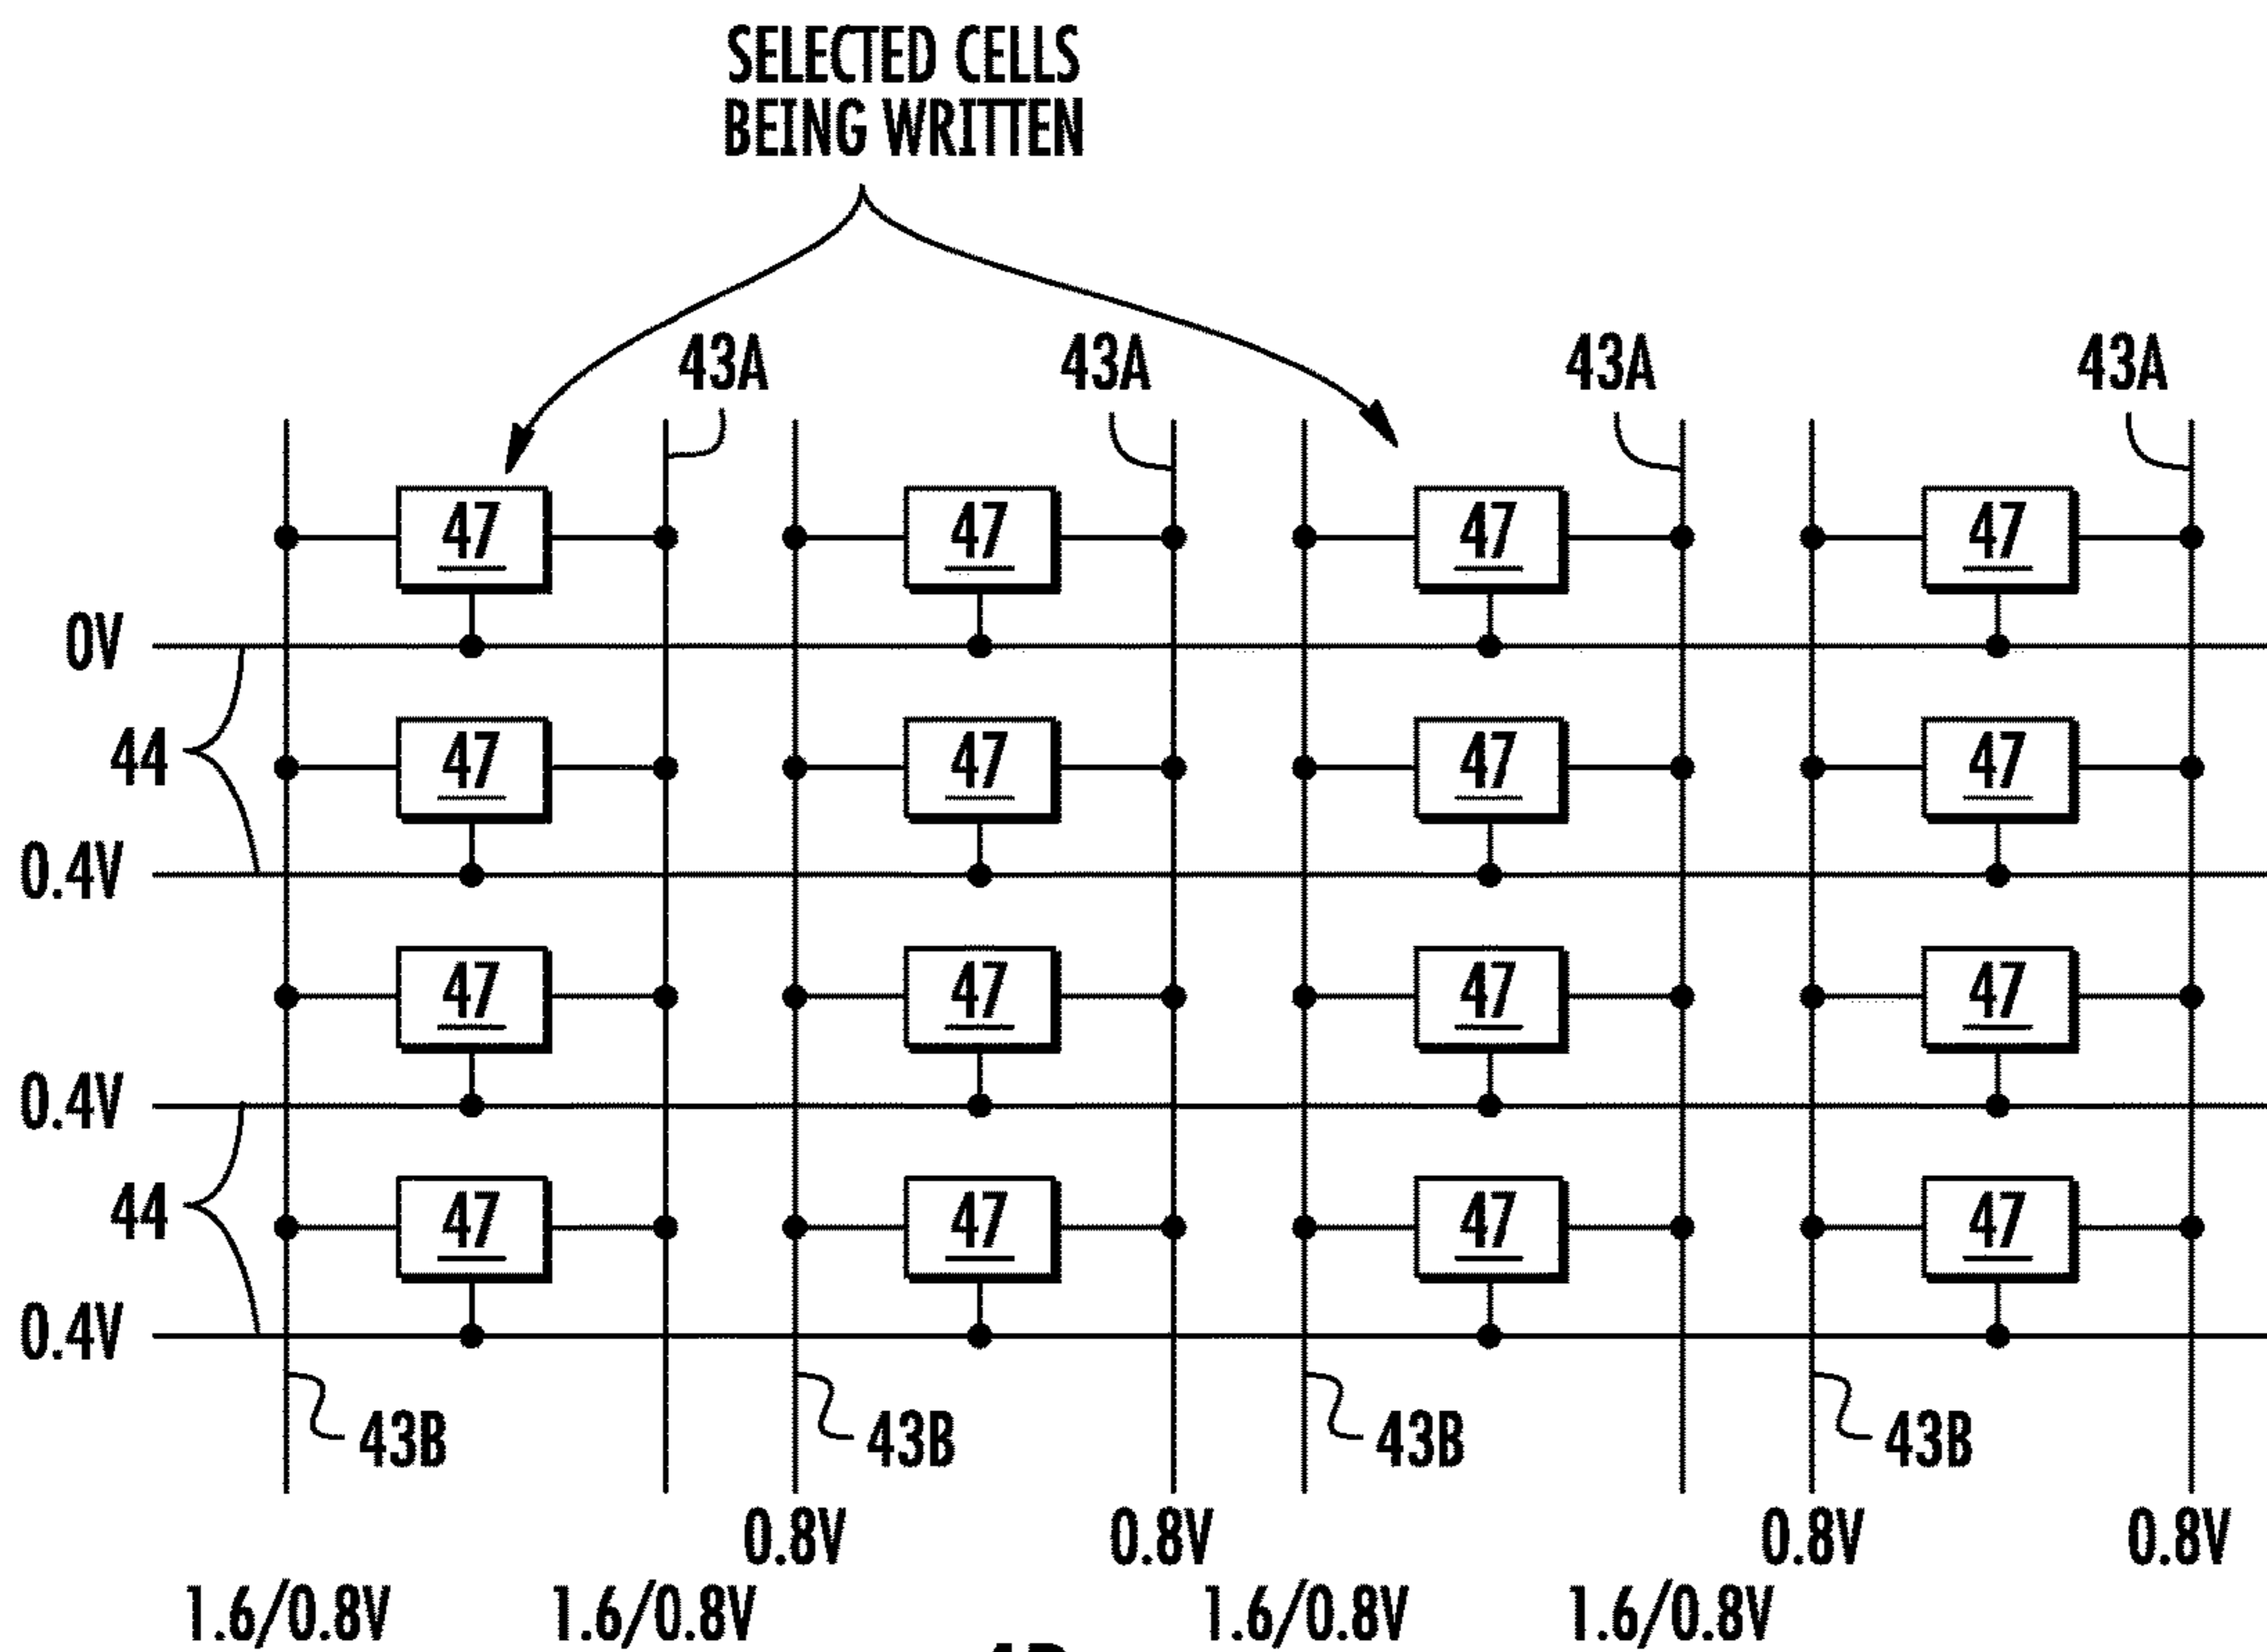 SELECTED CELLS
BEING WRITTEN
43A 43A 43A 43A
47 47 47 47
0V
44
47 47 47 47
0.4V
47 47 47 47
0.4V
44
47 47 47 47
0.4V
43B 43B 43B 43B
0.8V 0.8V 0.8V 0.8V
1.6/0.8V 1.6/0.8V 1.6/0.8V 1.6/0.8V